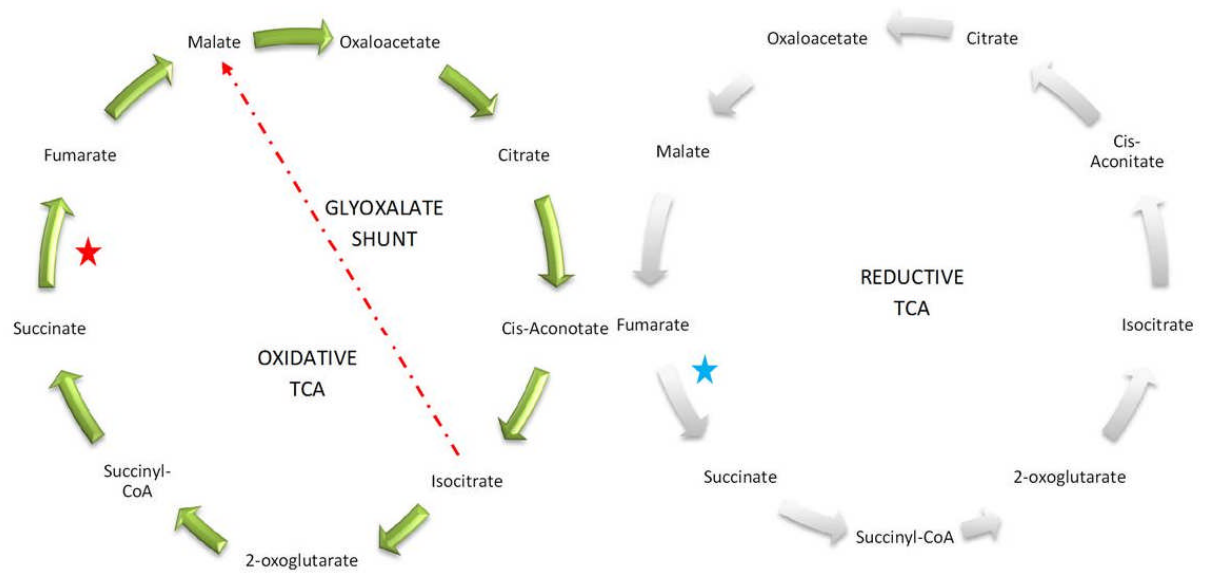 Malate
Oxaloacetate
Fumarate
Citrate
GLYOXALATE
SHUNT
Succinate
Cis-Aconotate
OXIDATIVE
TCA
Succinyl-
CoA
Isocitrate
2-oxoglutarate
Oxaloacetate
Citrate
Malate
Cis-
Aconitate
REDUCTIVE
TCA
Fumarate
Isocitrate
Succinate
2-oxoglutarate
Succinyl-CoA